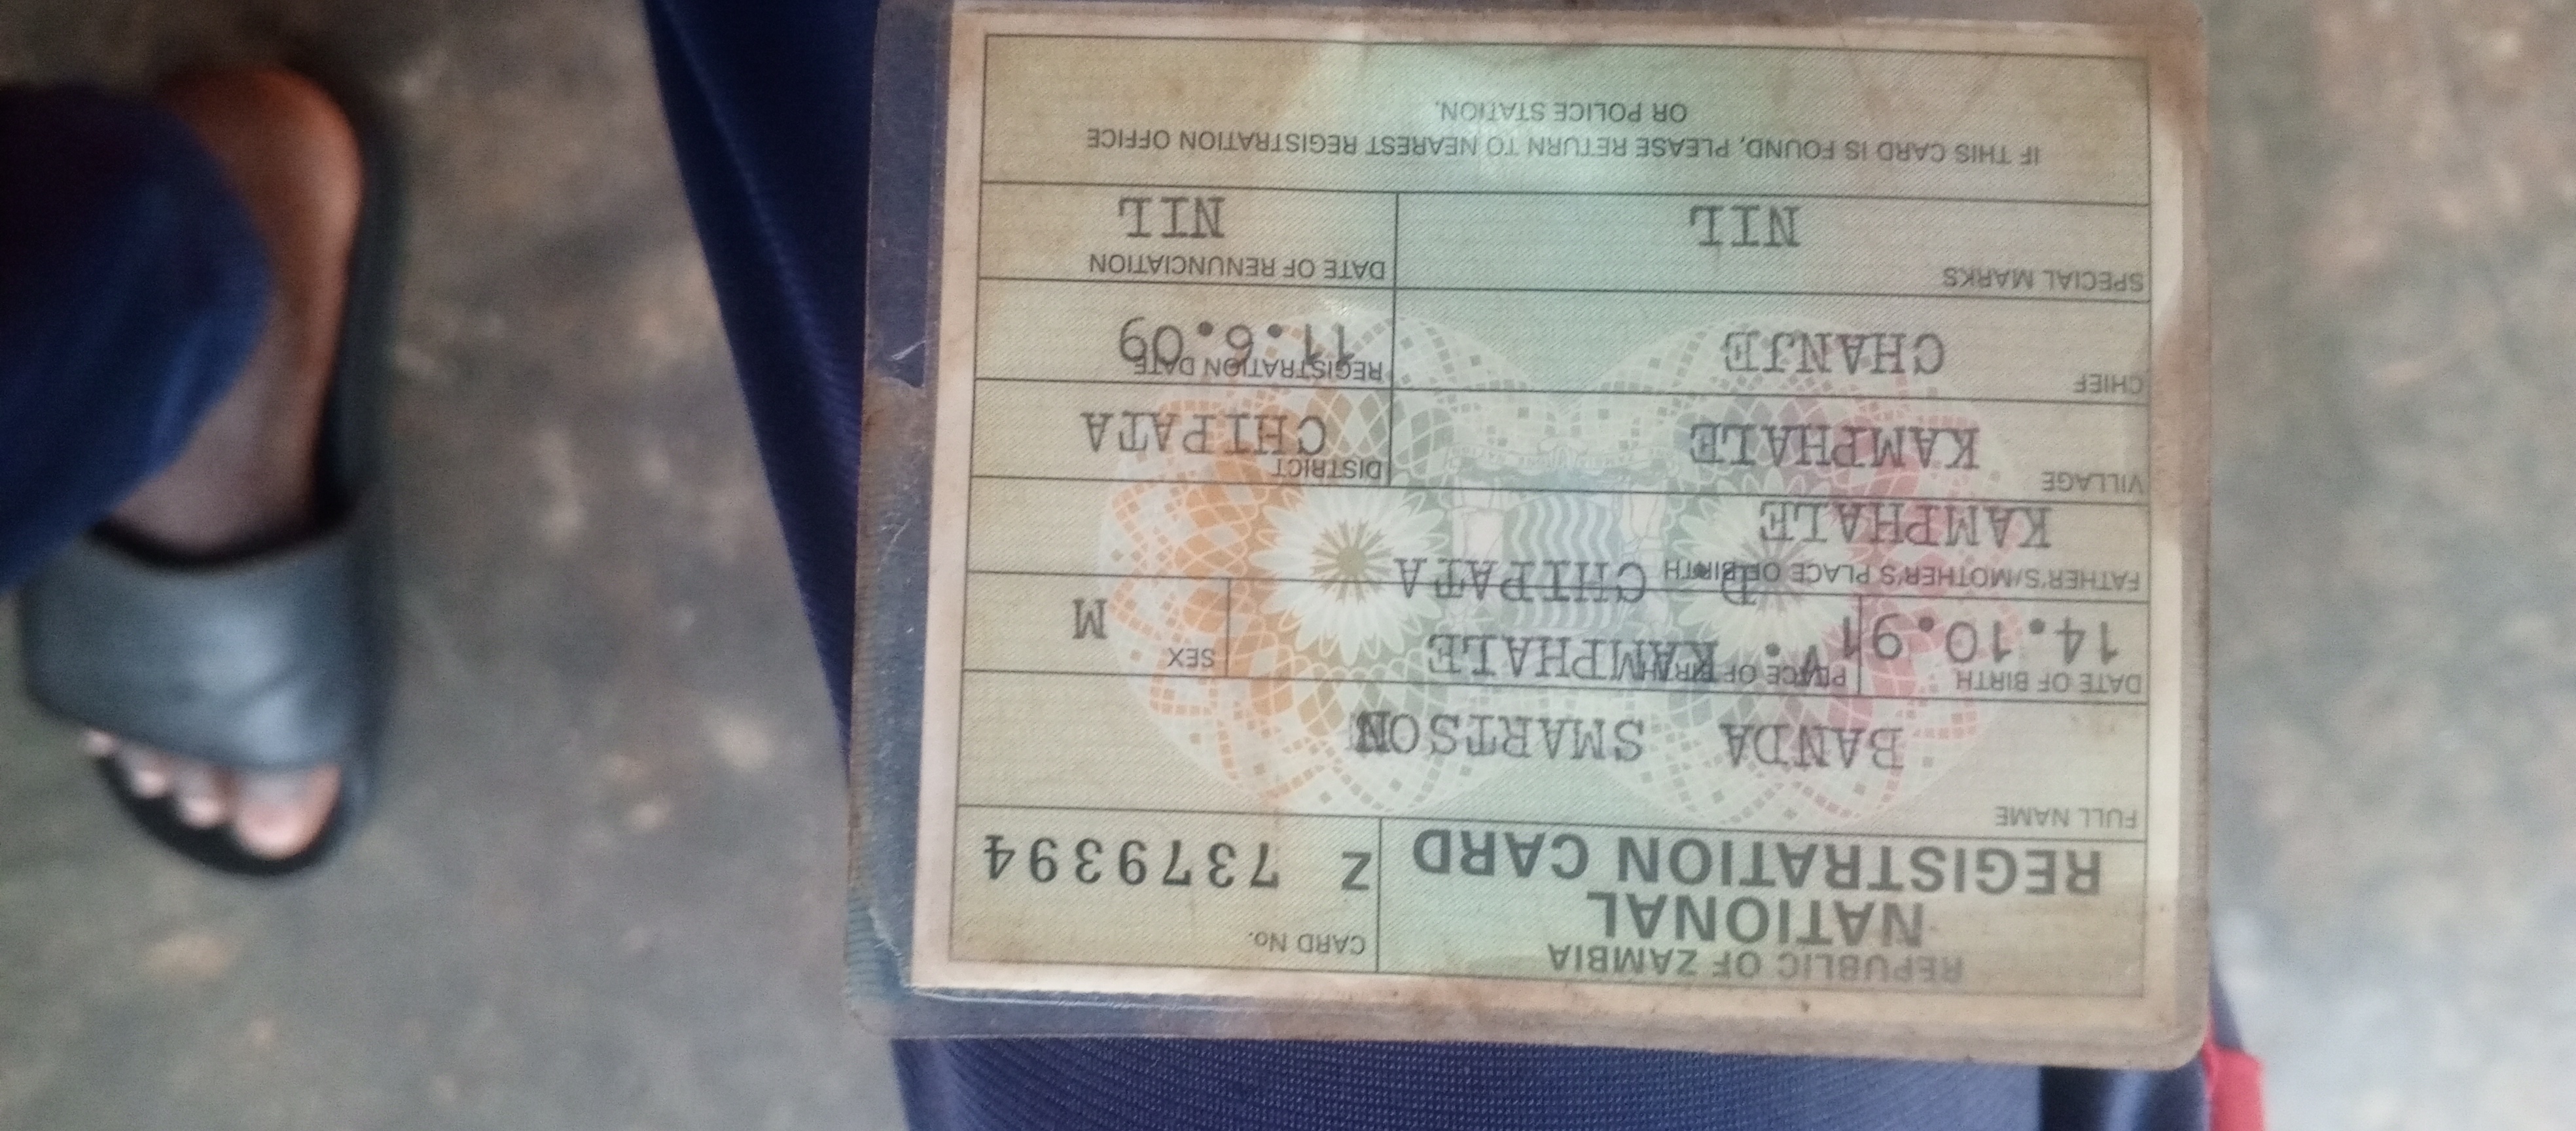 REPUBLIC OF ZAMBIA
NATIONAL
REGISTRATION CARD
CARD No.
Z 7379394
FULL NAME
BANDA SMARTSON
DATE OF BIRTH
14.10.91
PLACE OF BIRTH
V. KAMPHALE
D CHIPATA
SEX
M
FATHER'S/MOTHER'S PLACE OF BIRTH
KAMPHALE
VILLAGE
KAMPHALE
DISTRICT
CHIPATA
CHIEF
CHANJE
REGISTRATION DATE
11.6.09
SPECIAL MARKS
NIL
DATE OF RENUNCIATION
NIL
IF THIS CARD IS FOUND, PLEASE RETURN TO NEAREST REGISTRATION OFFICE
OR POLICE STATION.